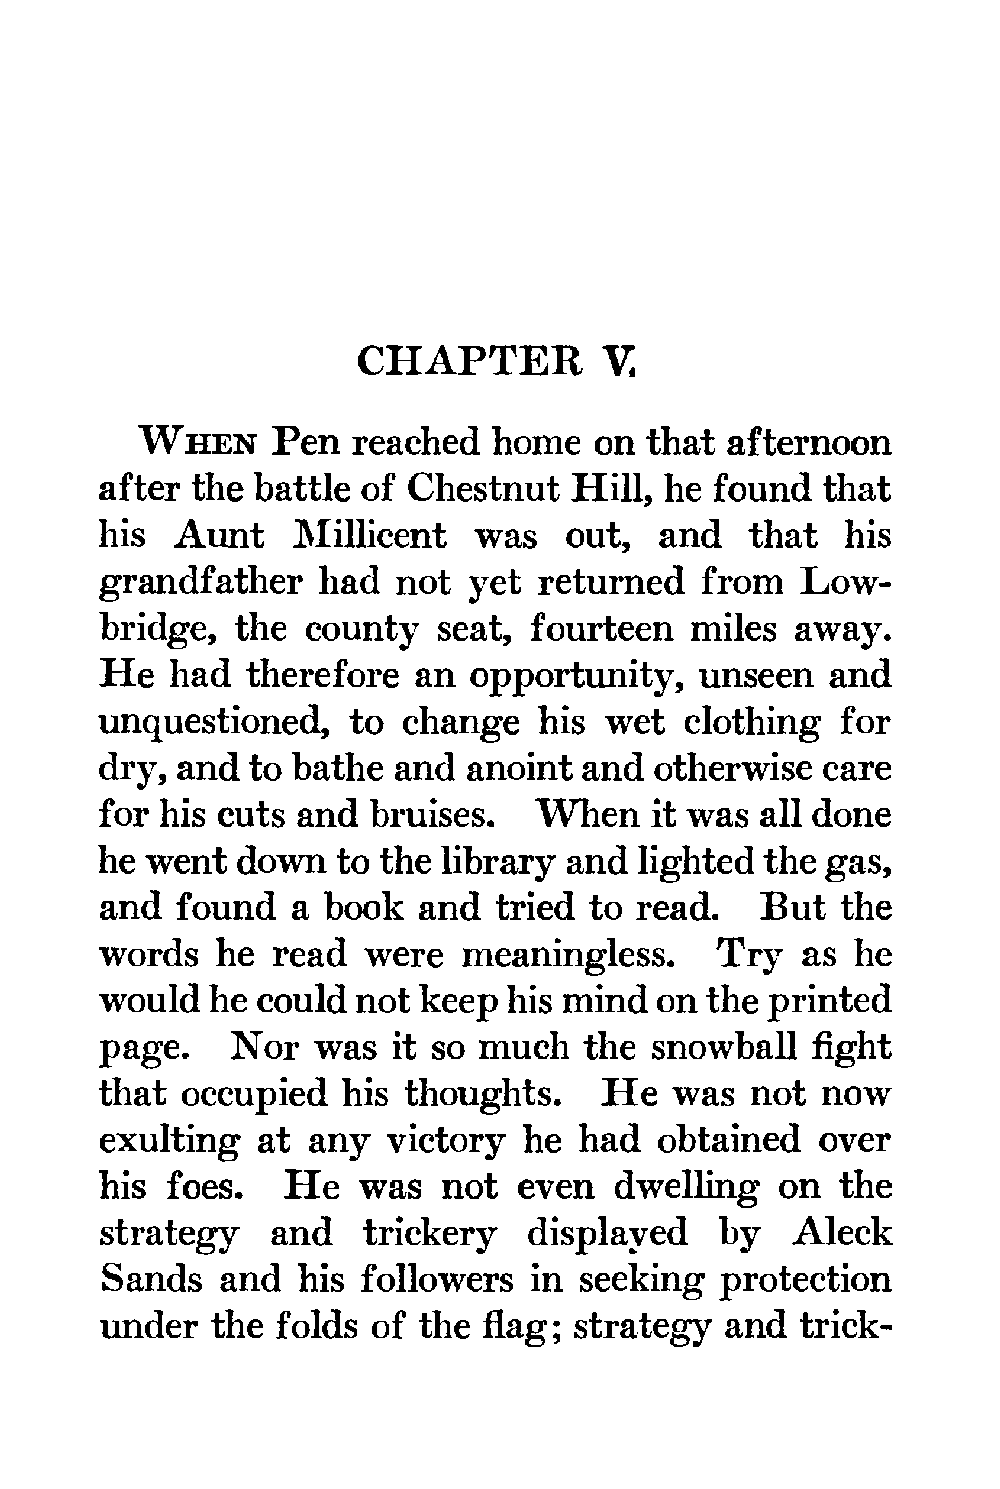 CHAPTER V.
WHEN Pen reached home on that afternoon
after the battle of Chestnut Hill, he found that
his Aunt Millicent was out, and that his
grandfather had not yet returned from Low-
bridge, the county seat, fourteen miles away.
He had therefore an opportunity, unseen and
unquestioned, to change his wet clothing for
dry, and to bathe and anoint and otherwise care
for his cuts and bruises. When it was all done
he went down to the library and lighted the gas,
and found a book and tried to read. But the
words he read were meaningless. Try as he
would he could not keep his mind on the printed
page. Nor was it so much the snowball fight
that occupied his thoughts. He was not now
exulting at any victory he had obtained over
his foes. He was not even dwelling on the
strategy and trickery displayed by Aleck
Sands and his followers in seeking protection
under the folds of the flag; strategy and trick-